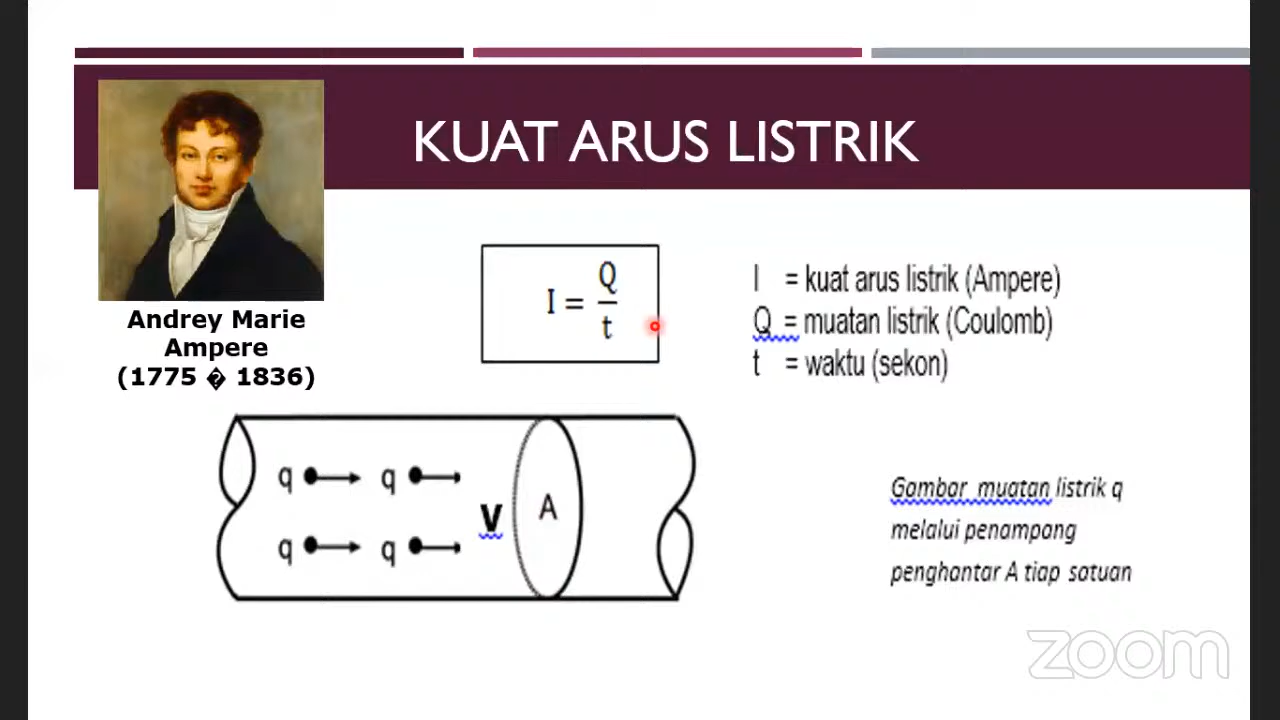 KUAT ARUS LISTRIK
Andrey Marie
Ampere
(1775 � 1836)
I = Q
t
I = kuat arus listrik (Ampere)
Q = muatan listrik (Coulomb)
t = waktu (sekon)
q q
V A
q q
Gambar muatan listrik q
melalui penampang
penghantar A tiap satuan
zoom